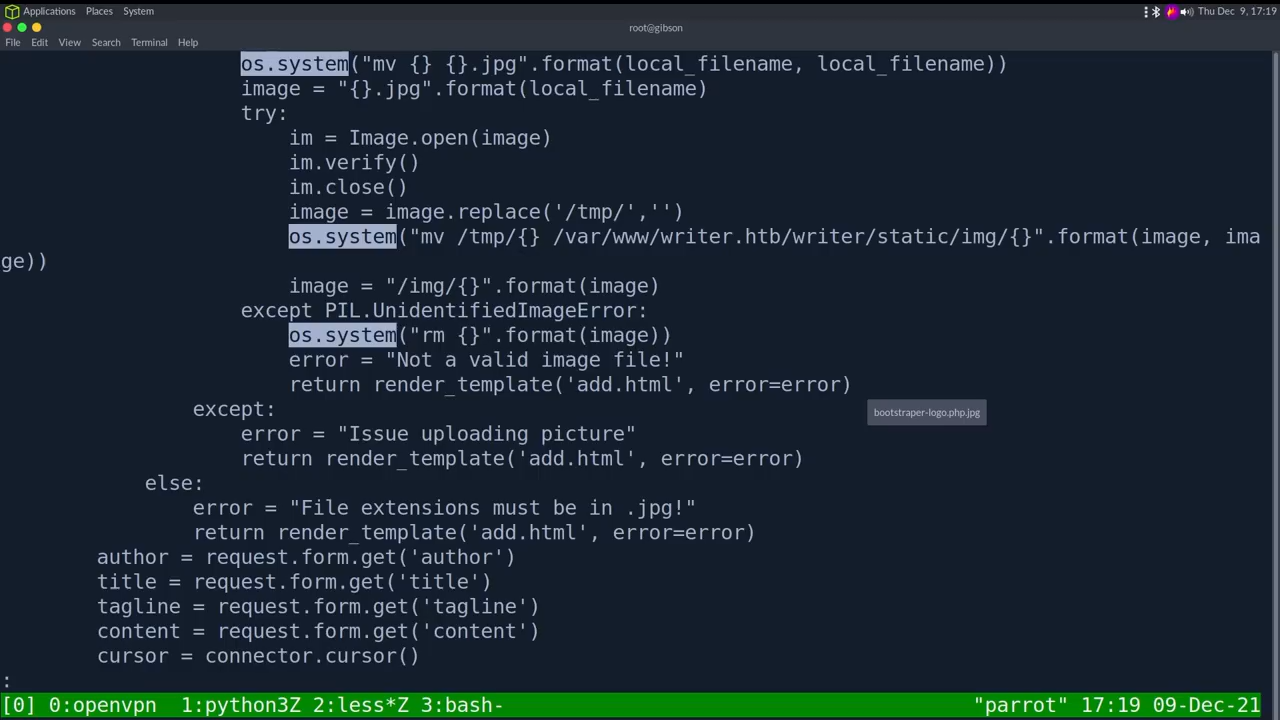 Applications Places System
Thu Dec 9, 17:19
root@gibson
File Edit View Search Terminal Help
os.system("mv {} {}.jpg".format(local_filename, local_filename))
image = "{}.jpg".format(local_filename)
try:
im = Image.open(image)
im.verify()
im.close()
image = image.replace('/tmp/','')
os.system("mv /tmp/{} /var/www/writer.htb/writer/static/img/{}".format(image, ima
ge))
image = "/img/{}".format(image)
except PIL.UnidentifiedImageError:
os.system("rm {}".format(image))
error = "Not a valid image file!"
return render_template('add.html', error=error)
except:
bootstraper-logo.php.jpg
error = "Issue uploading picture"
return render_template('add.html', error=error)
else:
error = "File extensions must be in .jpg!"
return render_template('add.html', error=error)
author = request.form.get('author')
title = request.form.get('title')
tagline = request.form.get('tagline')
content = request.form.get('content')
cursor = connector.cursor()
:
[0] 0:openvpn 1:python3Z 2:less*Z 3:bash- "parrot" 17:19 09-Dec-21